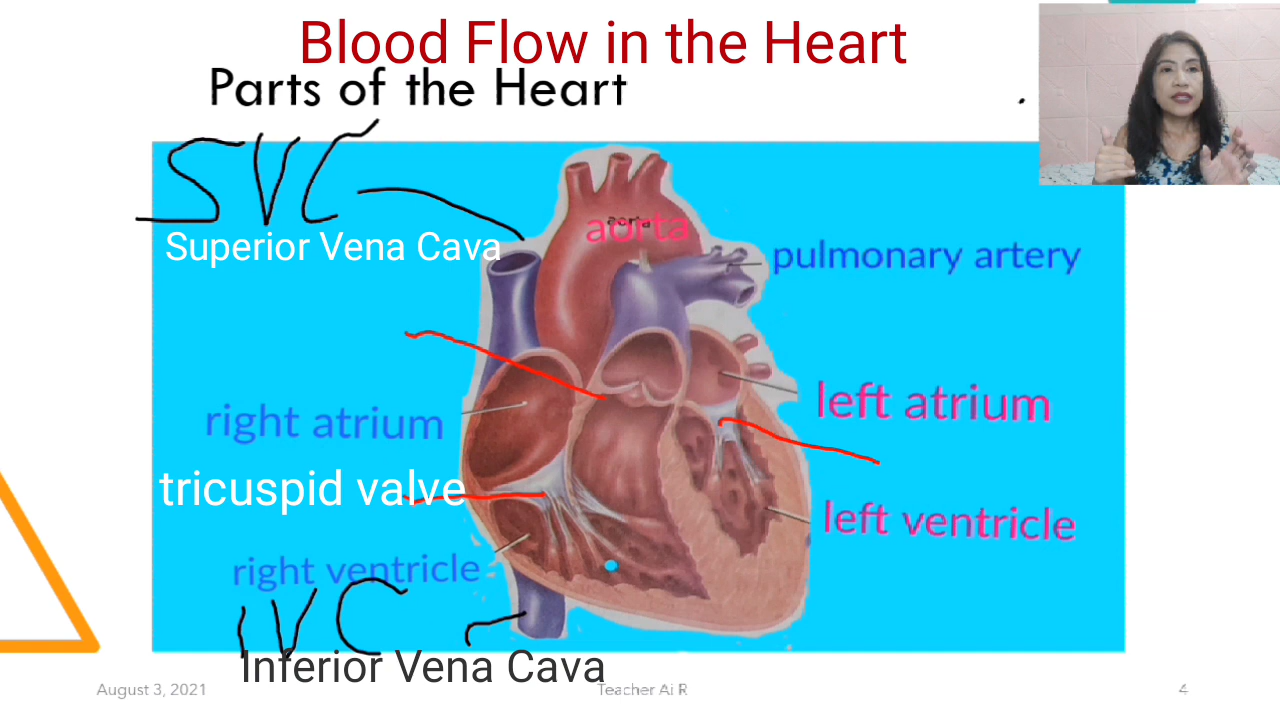 Blood Flow in the Heart
Parts of the Heart
SVC
Superior Vena Cava
aorta
aorta
pulmonary artery
left atrium
right atrium
tricuspid valve
left ventricle
right ventricle
IVC
Inferior Vena Cava
August 3, 2021
Teacher Ai R
4